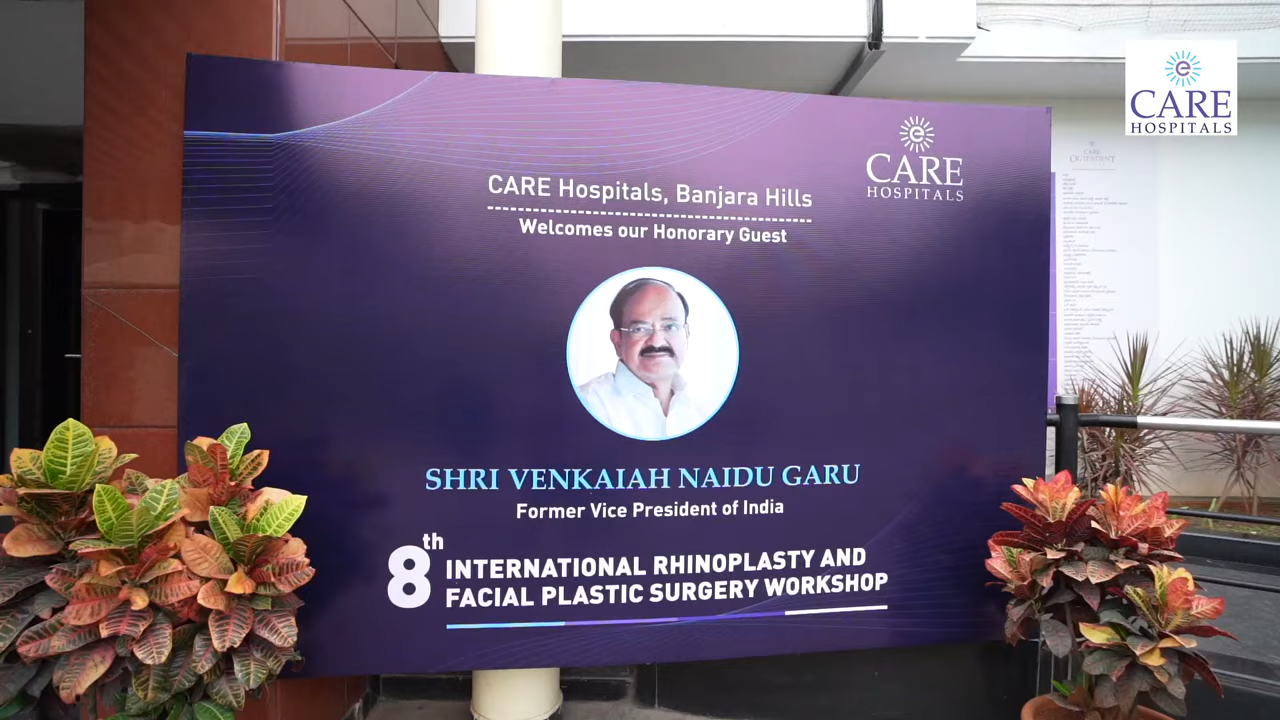 CARE
HOSPITALS
CARE
HOSPITALS
CARE Hospitals, Banjara Hills
Welcomes our Honorary Guest
SHRI VENKAIAH NAIDU GARU
Former Vice President of India
8th INTERNATIONAL RHINOPLASTY AND
FACIAL PLASTIC SURGERY WORKSHOP